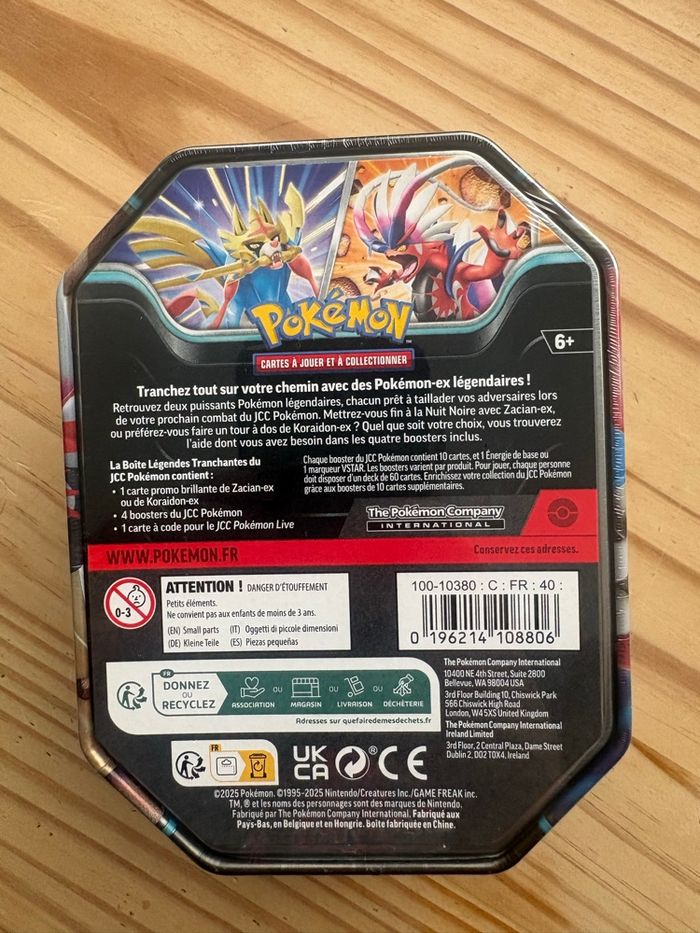 POKÉMON
CARTES À JOUER ET À COLLECTIONNER
6+
Tranchez tout sur votre chemin avec des Pokémon-ex légendaires !
Retrouvez deux puissants Pokémon légendaires, chacun prêt à taillader vos adversaires lors
de votre prochain combat du JCC Pokémon. Mettrez-vous fin à la Nuit Noire avec Zacian-ex,
ou préférez-vous faire un tour à dos de Koraidon-ex ? Quel que soit votre choix, vous trouverez
l'aide dont vous avez besoin dans les quatre boosters inclus.
La Boîte Légendes Tranchantes du
JCC Pokémon contient :
• 1 carte promo brillante de Zacian-ex
ou de Koraidon-ex
• 4 boosters du JCC Pokémon
• 1 carte à code pour le JCC Pokémon Live
Chaque booster du JCC Pokémon contient 10 cartes, et 1 Énergie de base ou
1 marqueur VSTAR. Les boosters varient par produit. Pour jouer, chaque personne
doit disposer d'un deck de 60 cartes. Enrichissez votre collection du JCC Pokémon
grâce aux boosters de 10 cartes supplémentaires.
The Pokémon Company
INTERNATIONAL
WWW.POKEMON.FR
Conservez ces adresses.
0-3
ATTENTION ! DANGER D'ÉTOUFFEMENT
Petits éléments.
Ne convient pas aux enfants de moins de 3 ans.
(EN) Small parts (IT) Oggetti di piccole dimensioni
(DE) Kleine Teile (ES) Piezas pequeñas
100-10380 : C : FR : 40 :
0 196214 108806
FR
DONNEZ
OU
RECYCLEZ
ASSOCIATION
OU
MAGASIN
OU
LIVRAISON
OU
DÉCHÈTERIE
Adresses sur quefairedemesdechets.fr
The Pokémon Company International
10400 NE 4th Street, Suite 2800
Bellevue, WA 98004 USA
3rd Floor Building 10, Chiswick Park
566 Chiswick High Road
London, W4 5XS United Kingdom
The Pokémon Company International
Ireland Limited
3rd Floor, 2 Central Plaza, Dame Street
Dublin 2, D02 T0X4, Ireland
FR
UK
CA
CE
©2025 Pokémon. ©1995-2025 Nintendo/Creatures Inc./GAME FREAK inc.
TM, ® et les noms des personnages sont des marques de Nintendo.
Fabriqué par The Pokémon Company International. Fabriqué aux
Pays-Bas, en Belgique et en Hongrie. Boîte fabriquée en Chine.